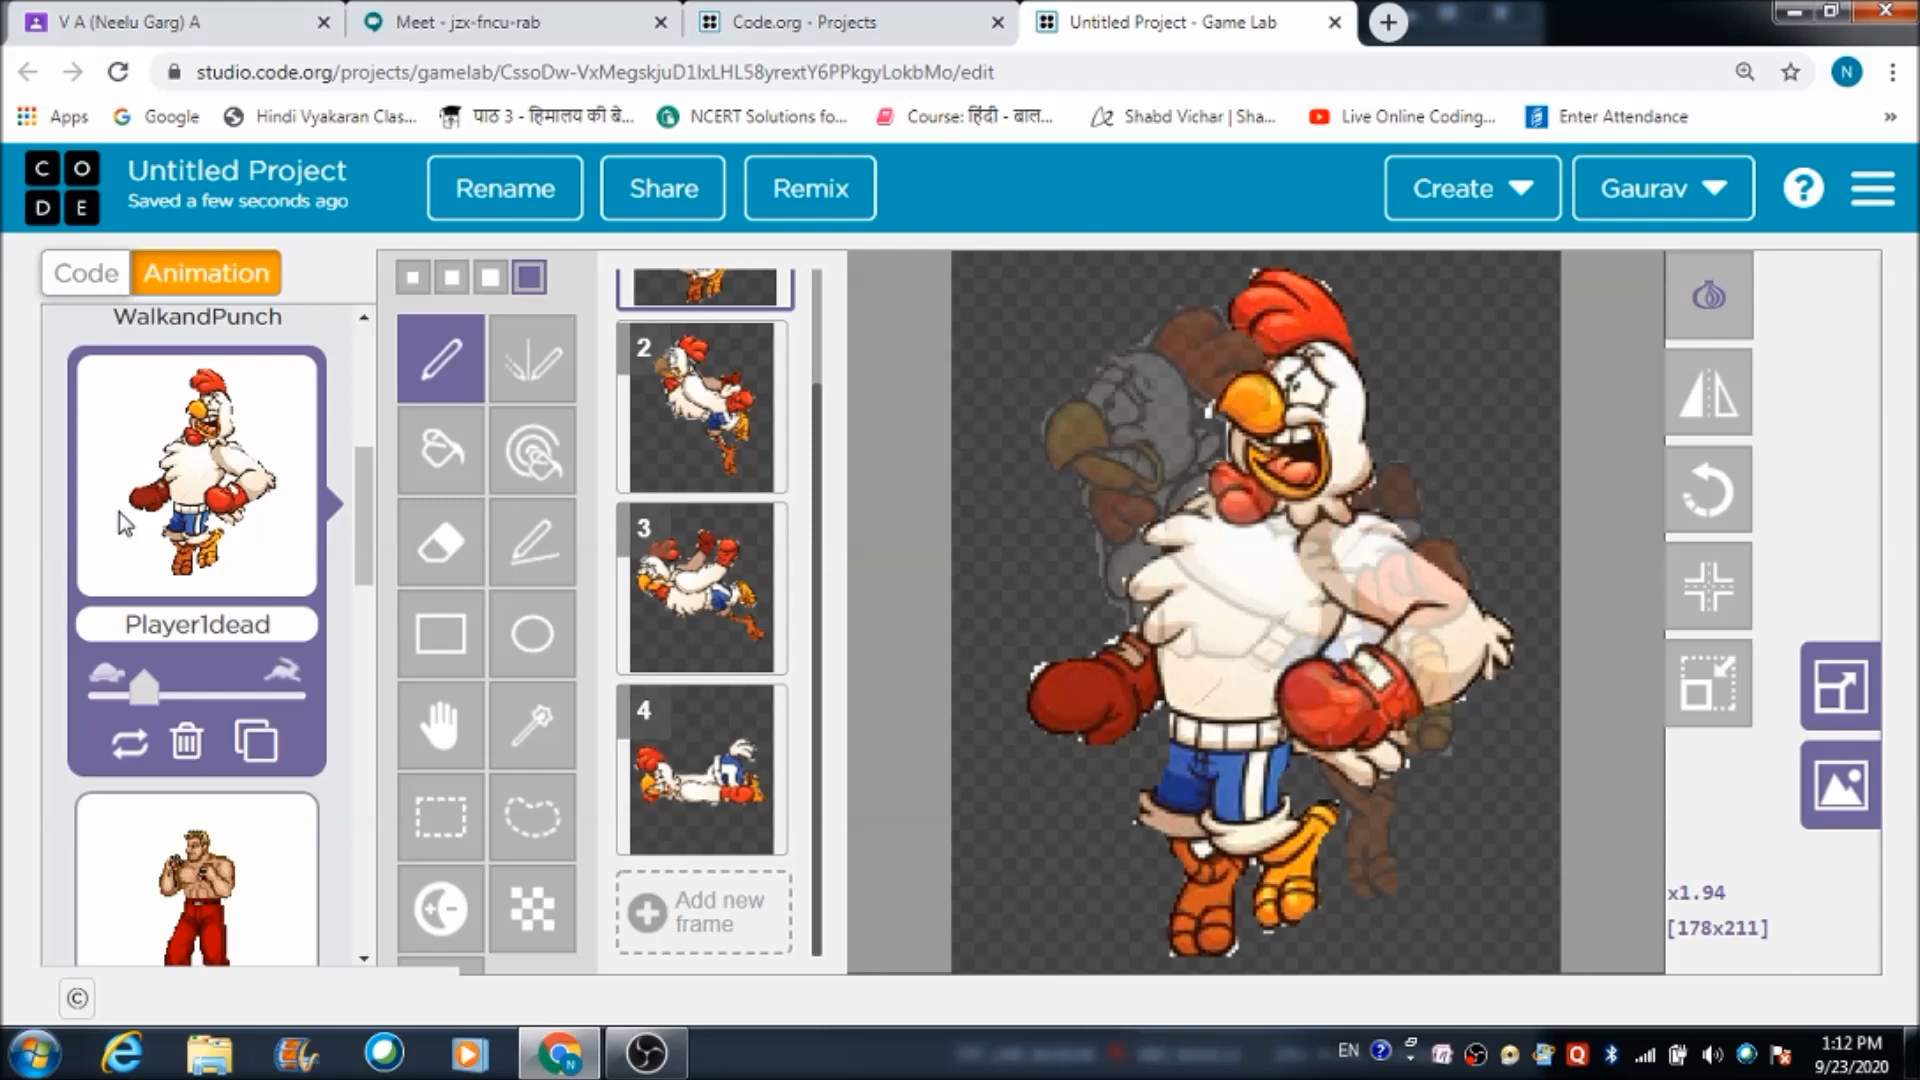 V A (Neelu Garg) A
Meet - jzx-fncu-rab
Code.org - Projects
Untitled Project - Game Lab
studio.code.org/projects/gamelab/CssoDw-VxMegskjuD1lxLHL58yrextY6PPkgyLokbMo/edit
N
Apps
Google
Hindi Vyakaran Clas...
पाठ 3 - हिमालय की बे...
NCERT Solutions fo...
Course: हिंदी - बाल...
Shabd Vichar | Sha...
Live Online Coding...
Enter Attendance
»
C O
D E
Untitled Project
Saved a few seconds ago
Rename
Share
Remix
Create
Gaurav
?
Code
Animation
WalkandPunch
Player1dead
2
3
4
Add new
frame
x1.94
[178x211]
©
EN
1:12 PM
9/23/2020